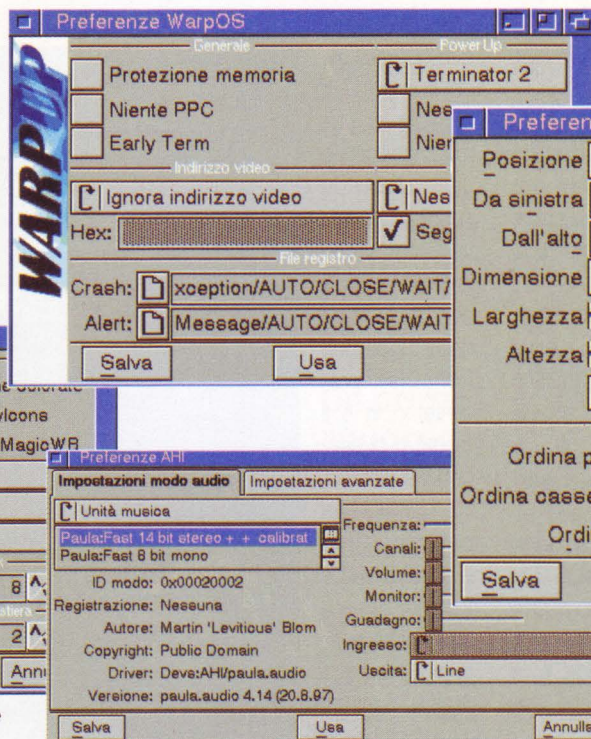 Preferenze WarpOS
Generale
PowerUp
WARPUP
Protezione memoria
Terminator 2
Niente PPC
Nes
Early Term
Nier
Indirizzo video
Ignora indirizzo video
Nes
Hex:
Seg
File registro
Crash: xception/AUTO/CLOSE/WAIT/
Alert: Message/AUTO/CLOSE/WAIT
Salva
Usa
Preferen
Posizione
Da sinistra
Dall'alto
Dimensione
Larghezza
Altezza
Ordina p
Ordina casse
Ordi
Salva
MagicWB
8
2
Annu
Preferenze AHI
Impostazioni modo audio
Impostazioni avanzate
Unità musica
Paula:Fast 14 bit stereo + + calibrat
Paula:Fast 8 bit mono
ID modo: 0x00020002
Registrazione: Nessuna
Autore: Martin 'Leviticus' Blom
Copyright: Public Domain
Driver: Devs:AHI/paula.audio
Versione: paula.audio 4.14 (20.8.97)
Frequenza:
Canali:
Volume:
Monitor:
Guadagno:
Ingresso:
Uscita: Line
Salva
Usa
Annulla